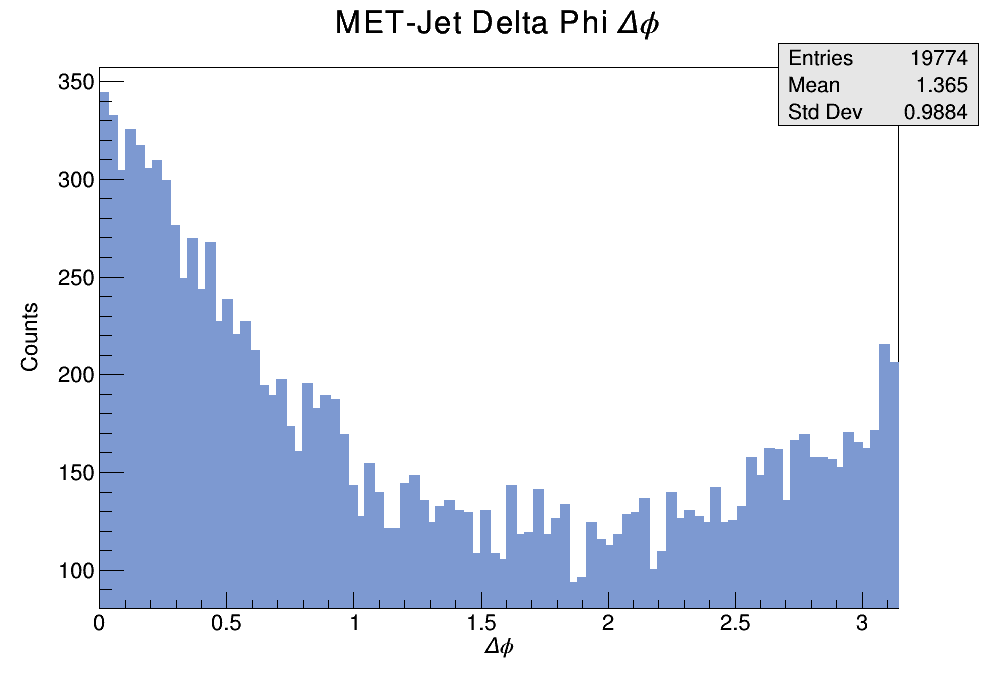 MET-Jet Delta Phi Δϕ
Entries 19774
Mean 1.365
Std Dev 0.9884
350
300
250
200
150
100
Counts
0 0.5 1 1.5 2 2.5 3
Δϕ